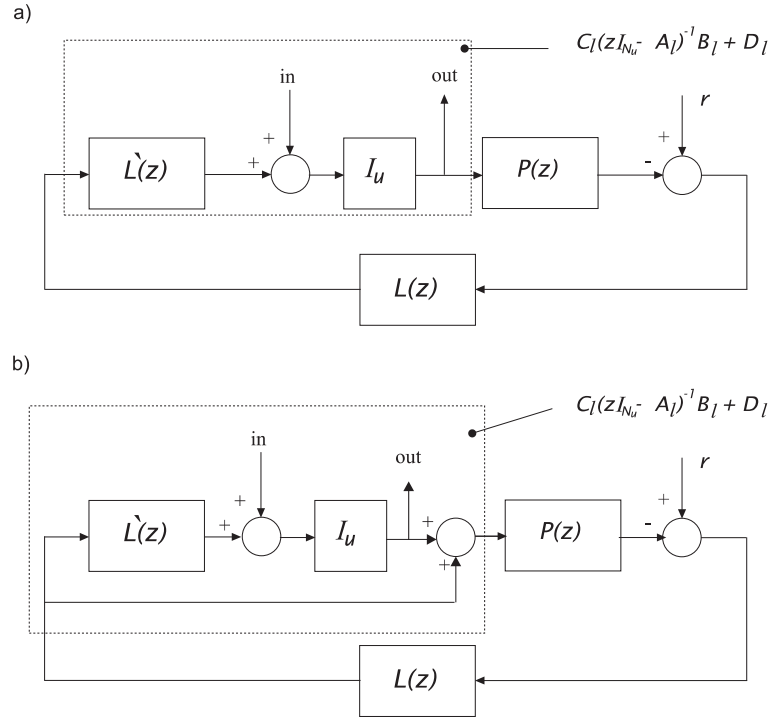 a)
C_l(zI_{N_u} - A_l)^{-1}B_l + D_l
in
out
r
+
+
+
-
L`(z)
I_u
P(z)
L(z)
b)
C_l(zI_{N_u} - A_l)^{-1}B_l + D_l
in
out
r
+
+
+
+
+
-
L`(z)
I_u
P(z)
L(z)